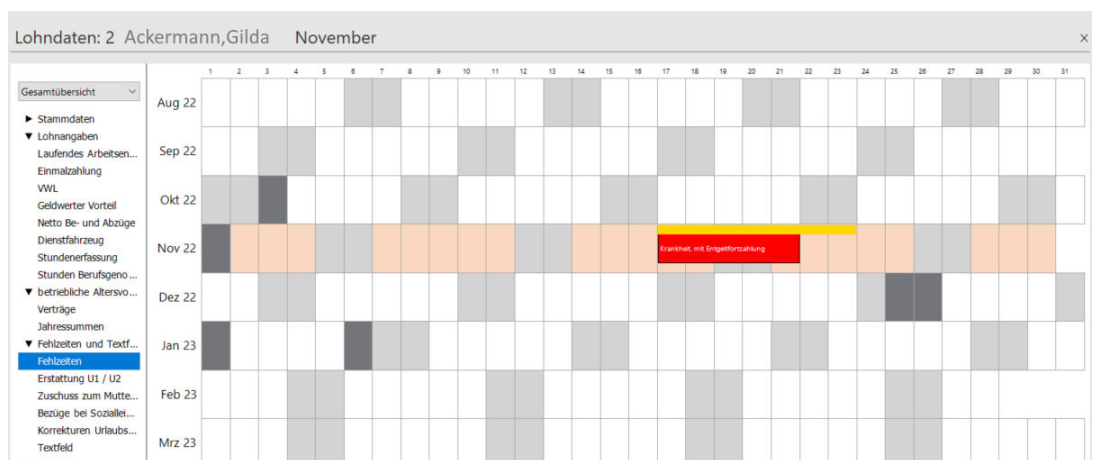 Lohndaten: 2 Ackermann,Gilda November ×
1 2 3 4 5 6 7 8 9 10 11 12 13 14 15 16 17 18 19 20 21 22 23 24 25 26 27 28 29 30 31
Gesamtübersicht
Stammdaten
Lohnangaben
Laufendes Arbeitsen...
Einmalzahlung
VWL
Geldwerter Vorteil
Netto Be- und Abzüge
Dienstfahrzeug
Stundenerfassung
Stunden Berufsgeno...
betriebliche Altersvo...
Verträge
Jahressummen
Fehlzeiten und Textf...
Fehlzeiten
Erstattung U1 / U2
Zuschuss zum Mutte...
Bezüge bei Soziallei...
Korrekturen Urlaubs...
Textfeld
Aug 22
Sep 22
Okt 22
Nov 22
Krankheit, mit Entgeltfortzahlung
Dez 22
Jan 23
Feb 23
Mrz 23